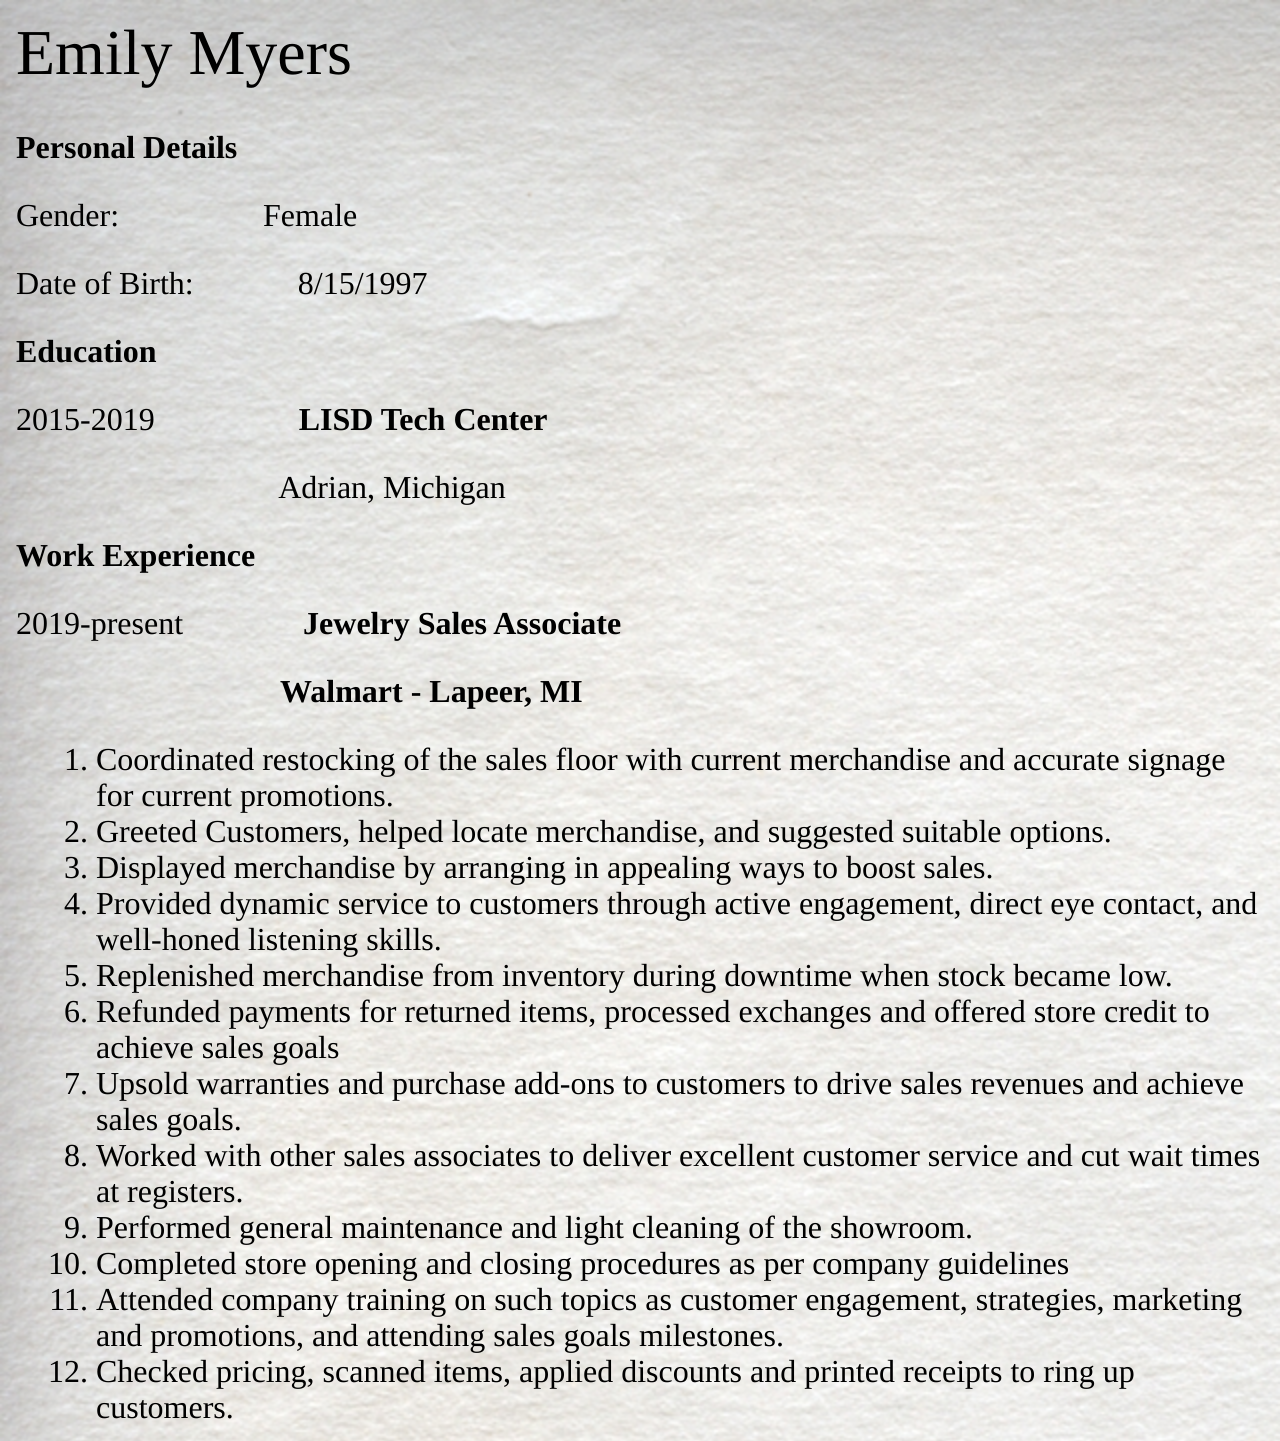 Emily Myers
Personal Details
Gender: Female
Date of Birth: 8/15/1997
Education
2015-2019 LISD Tech Center
Adrian, Michigan
Work Experience
2019-present Jewelry Sales Associate
Walmart - Lapeer, MI
1. Coordinated restocking of the sales floor with current merchandise and accurate signage
for current promotions.
2. Greeted Customers, helped locate merchandise, and suggested suitable options.
3. Displayed merchandise by arranging in appealing ways to boost sales.
4. Provided dynamic service to customers through active engagement, direct eye contact, and
well-honed listening skills.
5. Replenished merchandise from inventory during downtime when stock became low.
6. Refunded payments for returned items, processed exchanges and offered store credit to
achieve sales goals
7. Upsold warranties and purchase add-ons to customers to drive sales revenues and achieve
sales goals.
8. Worked with other sales associates to deliver excellent customer service and cut wait times
at registers.
9. Performed general maintenance and light cleaning of the showroom.
10. Completed store opening and closing procedures as per company guidelines
11. Attended company training on such topics as customer engagement, strategies, marketing
and promotions, and attending sales goals milestones.
12. Checked pricing, scanned items, applied discounts and printed receipts to ring up
customers.